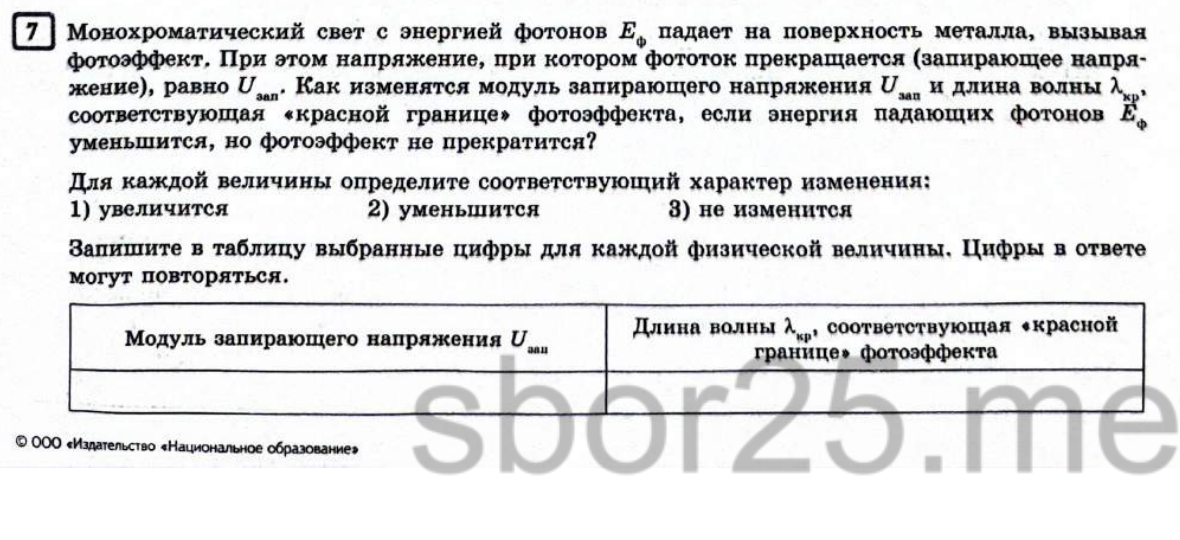 7 Монохроматический свет с энергией фотонов Eф падает на поверхность металла, вызывая
фотоэффект. При этом напряжение, при котором фототок прекращается (запирающее напря-
жение), равно Uзап. Как изменятся модуль запирающего напряжения Uзап и длина волны λкр,
соответствующая «красной границе» фотоэффекта, если энергия падающих фотонов Eф
уменьшится, но фотоэффект не прекратится?
Для каждой величины определите соответствующий характер изменения:
1) увеличится 2) уменьшится 3) не изменится
Запишите в таблицу выбранные цифры для каждой физической величины. Цифры в ответе
могут повторяться.
Модуль запирающего напряжения Uзап
Длина волны λкр, соответствующая «красной
границе» фотоэффекта
sbor25.me
© ООО «Издательство «Национальное образование»